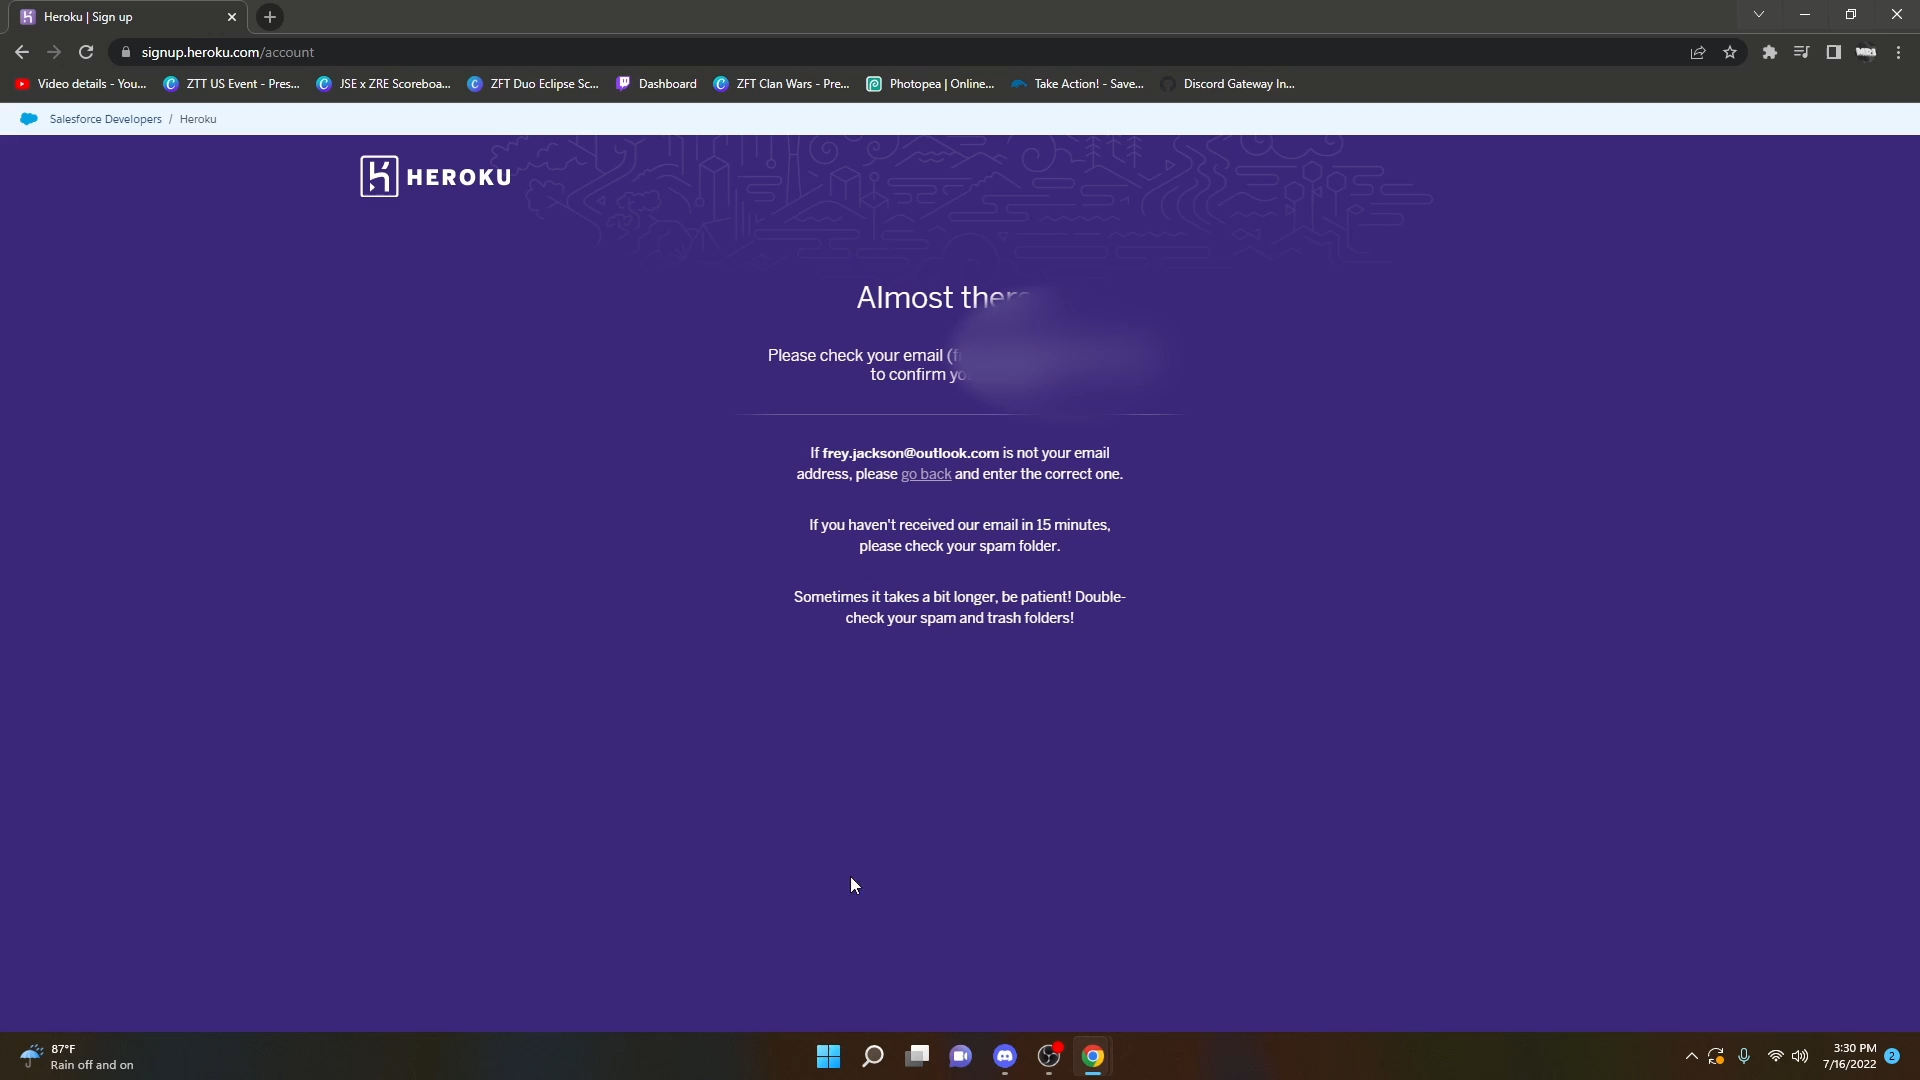 Heroku | Sign up
signup.heroku.com/account
Video details - You...
ZTT US Event - Pres...
JSE x ZRE Scoreboa...
ZFT Duo Eclipse Sc...
Dashboard
ZFT Clan Wars - Pre...
Photopea | Online...
Take Action! - Save...
Discord Gateway In...
Salesforce Developers / Heroku
HEROKU
Almost there
Please check your email (f
to confirm yo
If frey.jackson@outlook.com is not your email
address, please go back and enter the correct one.
If you haven't received our email in 15 minutes,
please check your spam folder.
Sometimes it takes a bit longer, be patient! Double-
check your spam and trash folders!
87°F
Rain off and on
3:30 PM
7/16/2022
2